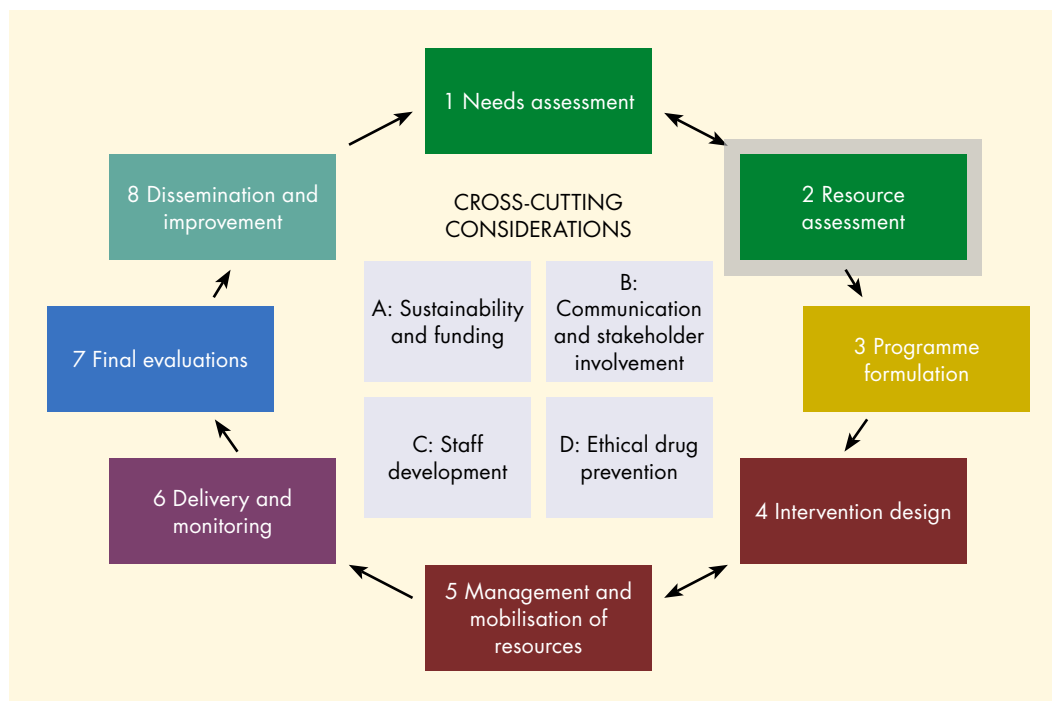 1 Needs assessment
2 Resource
assessment
3 Programme
formulation
4 Intervention design
5 Management and
mobilisation of
resources
6 Delivery and
monitoring
7 Final evaluations
8 Dissemination and
improvement
CROSS-CUTTING
CONSIDERATIONS
A: Sustainability
and funding
B:
Communication
and stakeholder
involvement
C: Staff
development
D: Ethical drug
prevention